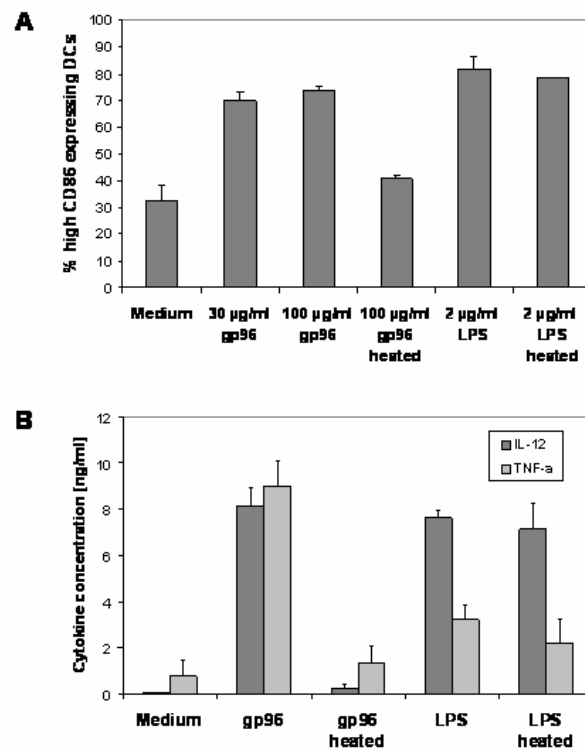 A
% high CD86 expressing DCs
100
90
80
70
60
50
40
30
20
10
0
Medium
30 µg/ml
gp96
100 µg/ml
gp96
100 µg/ml
gp96
heated
2 µg/ml
LPS
2 µg/ml
LPS
heated
B
Cytokine concentration [ng/ml]
12
10
8
6
4
2
0
IL-12
TNF-a
Medium
gp96
gp96
heated
LPS
LPS
heated